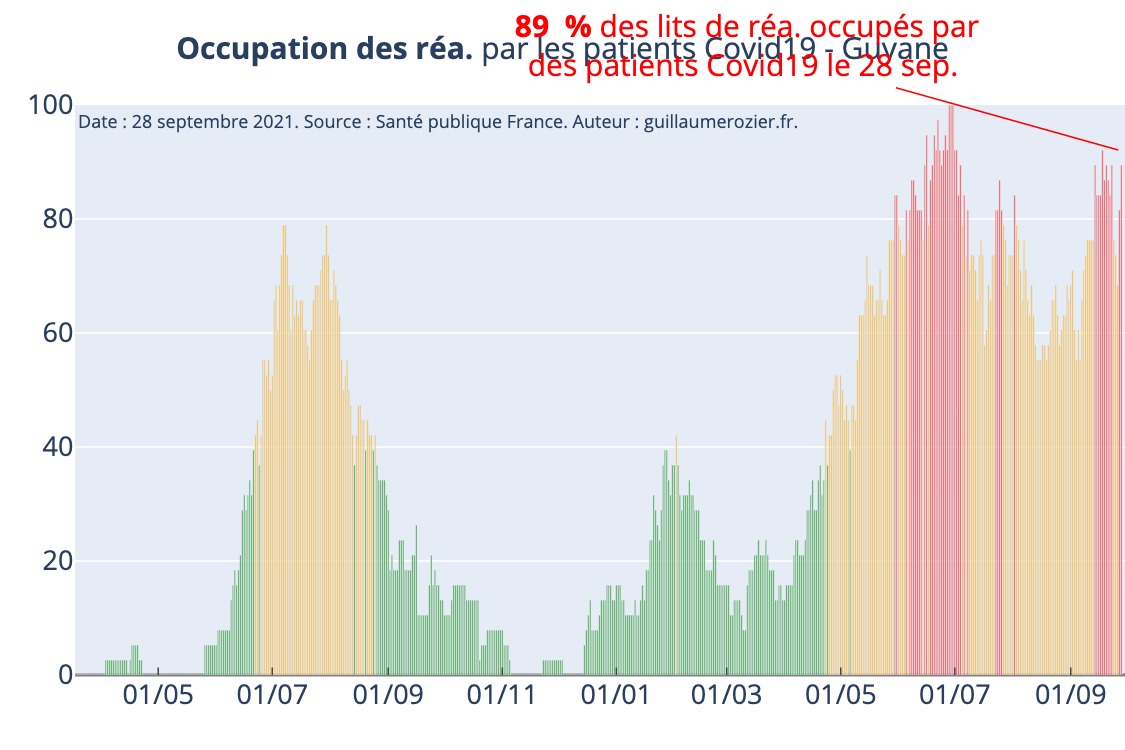 89 % des lits de réa. occupés par
Occupation des réa. par les patients Covid19 - Guyane
des patients Covid19 le 28 sep.
Date : 28 septembre 2021. Source : Santé publique France. Auteur : guillaumerozier.fr.
100
80
60
40
20
0
01/05 01/07 01/09 01/11 01/01 01/03 01/05 01/07 01/09